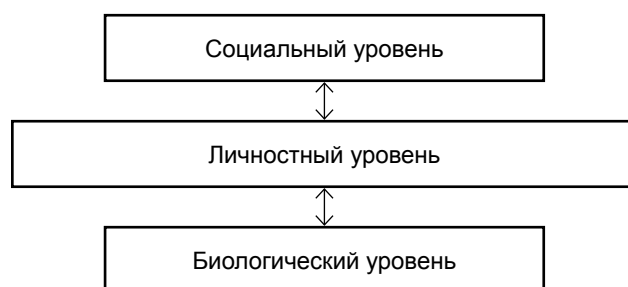 Социальный уровень
Личностный уровень
Биологический уровень